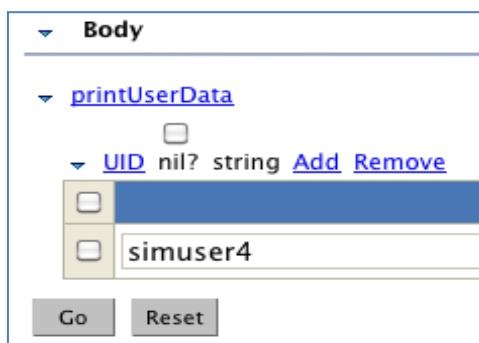 Body
printUserData
UID nil? string Add Remove
simuser4
Go Reset